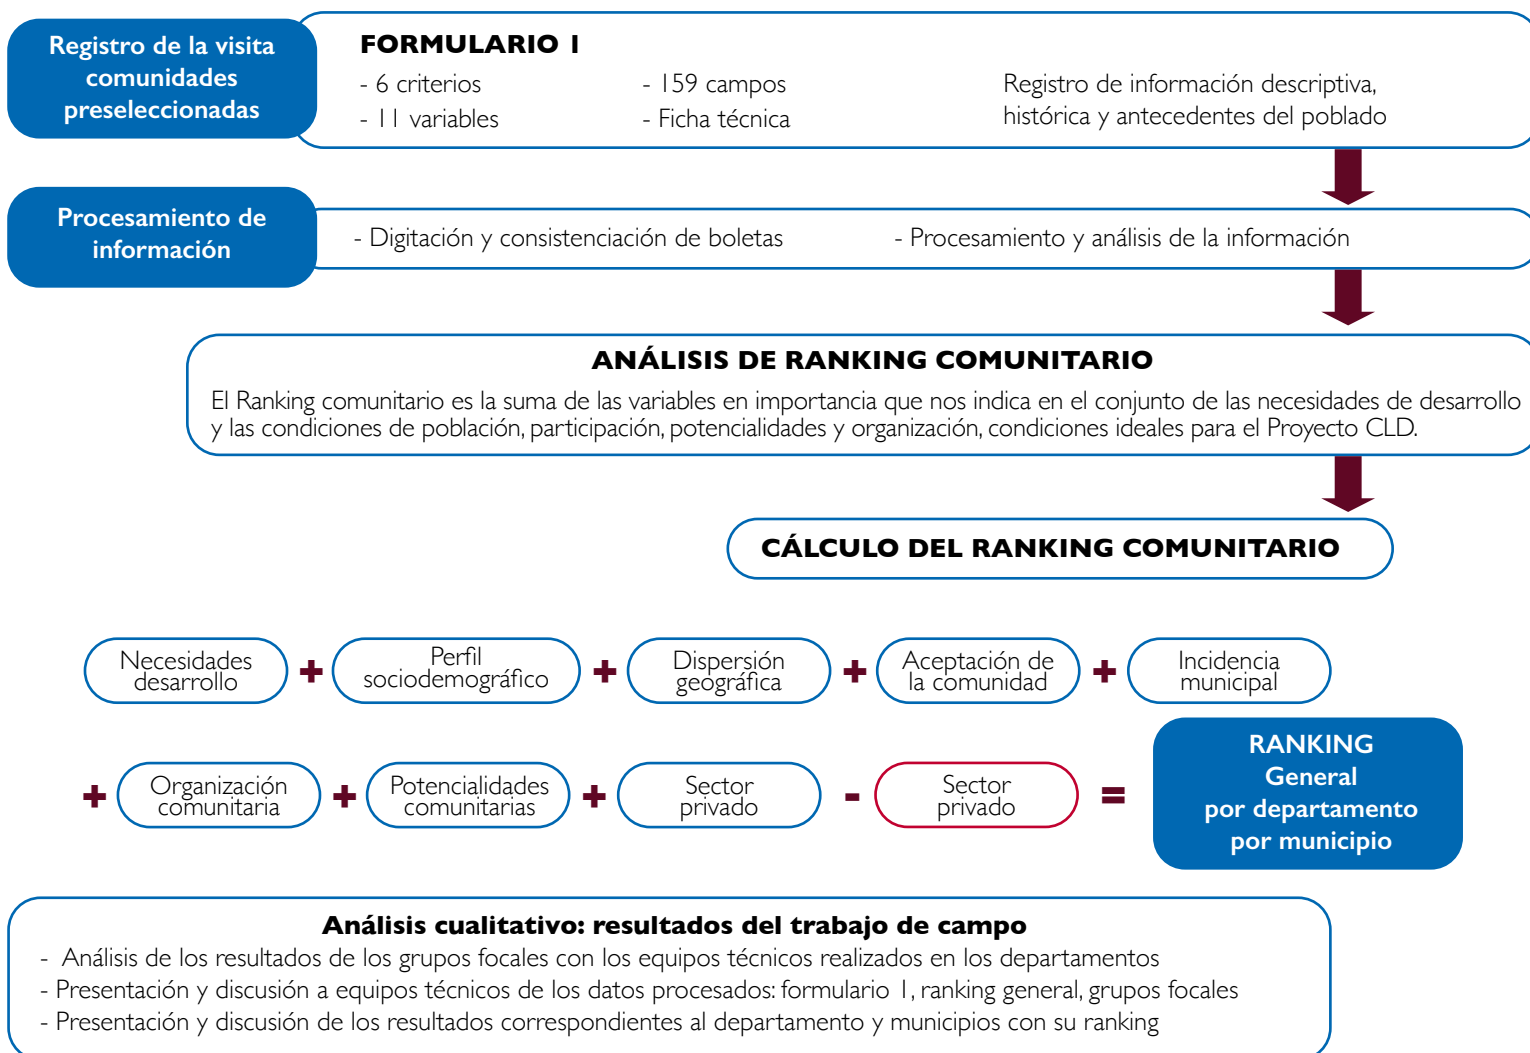 Registro de la visita
comunidades
preseleccionadas
FORMULARIO 1
- 6 criterios
- 11 variables
- 159 campos
- Ficha técnica
Registro de información descriptiva,
histórica y antecedentes del poblado
Procesamiento de
información
- Digitación y consistenciación de boletas
- Procesamiento y análisis de la información
ANÁLISIS DE RANKING COMUNITARIO
El Ranking comunitario es la suma de las variables en importancia que nos indica en el conjunto de las necesidades de desarrollo
y las condiciones de población, participación, potencialidades y organización, condiciones ideales para el Proyecto CLD.
CÁLCULO DEL RANKING COMUNITARIO
Necesidades
desarrollo
+
Perfil
sociodemográfico
+
Dispersión
geográfica
+
Aceptación de
la comunidad
+
Incidencia
municipal
+
Organización
comunitaria
+
Potencialidades
comunitarias
+
Sector
privado
-
Sector
privado
=
RANKING
General
por departamento
por municipio
Análisis cualitativo: resultados del trabajo de campo
- Análisis de los resultados de los grupos focales con los equipos técnicos realizados en los departamentos
- Presentación y discusión a equipos técnicos de los datos procesados: formulario 1, ranking general, grupos focales
- Presentación y discusión de los resultados correspondientes al departamento y municipios con su ranking